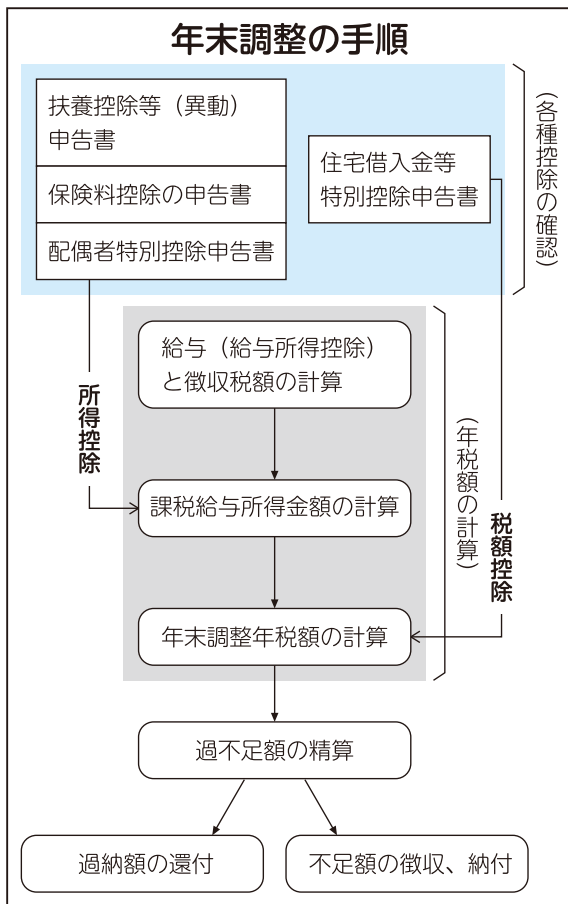 年末調整の手順
扶養控除等（異動）
申告書
保険料控除の申告書
配偶者特別控除申告書
住宅借入金等
特別控除申告書
（各種控除の確認）
給与（給与所得控除）
と徴収税額の計算
所得控除
課税給与所得金額の計算
（年税額の計算）
税額控除
年末調整年税額の計算
過不足額の精算
過納額の還付
不足額の徴収、納付